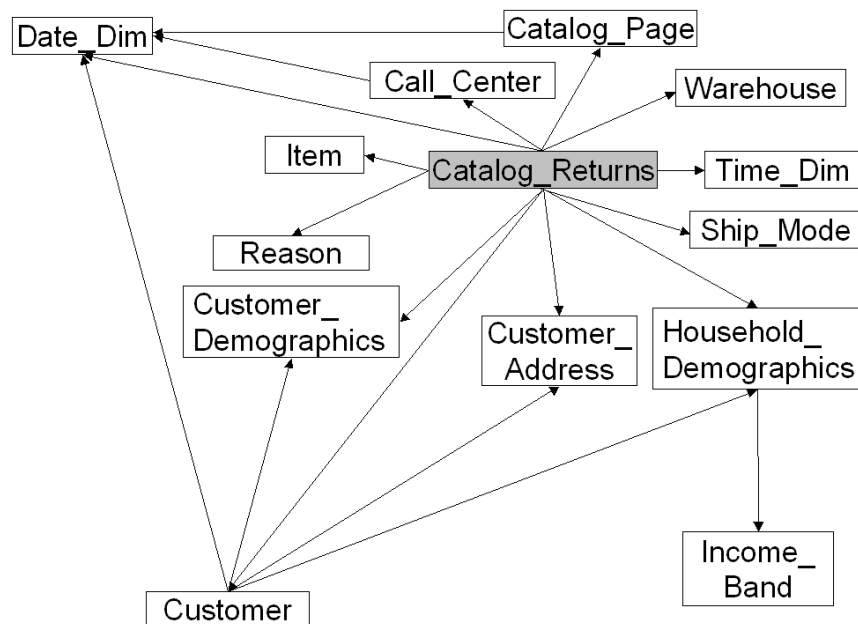 Date_Dim
Catalog_Page
Call_Center
Warehouse
Item
Catalog_Returns
Time_Dim
Reason
Ship_Mode
Customer_
Demographics
Customer_
Address
Household_
Demographics
Income_
Band
Customer